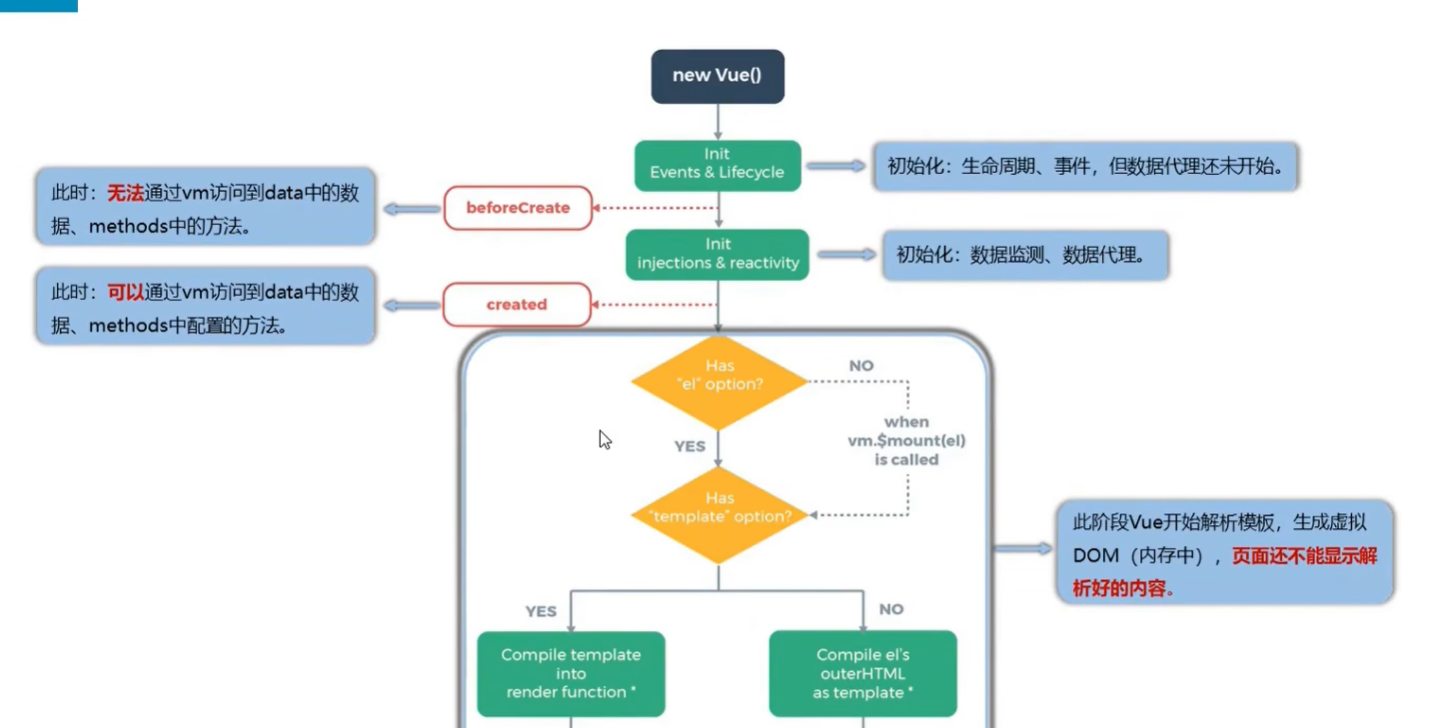 new Vue()
Init
Events & Lifecycle
初始化：生命周期、事件，但数据代理还未开始。
此时：无法通过vm访问到data中的数
据、methods中的方法。
beforeCreate
Init
injections & reactivity
初始化：数据监测、数据代理。
此时：可以通过vm访问到data中的数
据、methods中配置的方法。
created
Has
“el” option?
NO
when
vm.$mount(el)
is called
YES
Has
“template” option?
此阶段Vue开始解析模板，生成虚拟
DOM（内存中），页面还不能显示解
析好的内容。
YES
NO
Compile template
into
render function *
Compile el’s
outerHTML
as template *